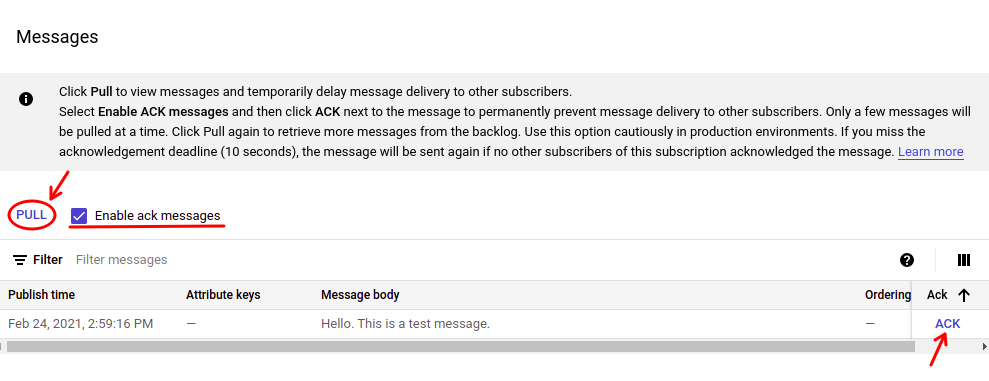 Messages
Click Pull to view messages and temporarily delay message delivery to other subscribers.
Select Enable ACK messages and then click ACK next to the message to permanently prevent message delivery to other subscribers. Only a few messages will
be pulled at a time. Click Pull again to retrieve more messages from the backlog. Use this option cautiously in production environments. If you miss the
acknowledgement deadline (10 seconds), the message will be sent again if no other subscribers of this subscription acknowledged the message. Learn more
PULL Enable ack messages
Filter Filter messages
Publish time Attribute keys Message body Ordering Ack
Feb 24, 2021, 2:59:16 PM — Hello. This is a test message. — ACK